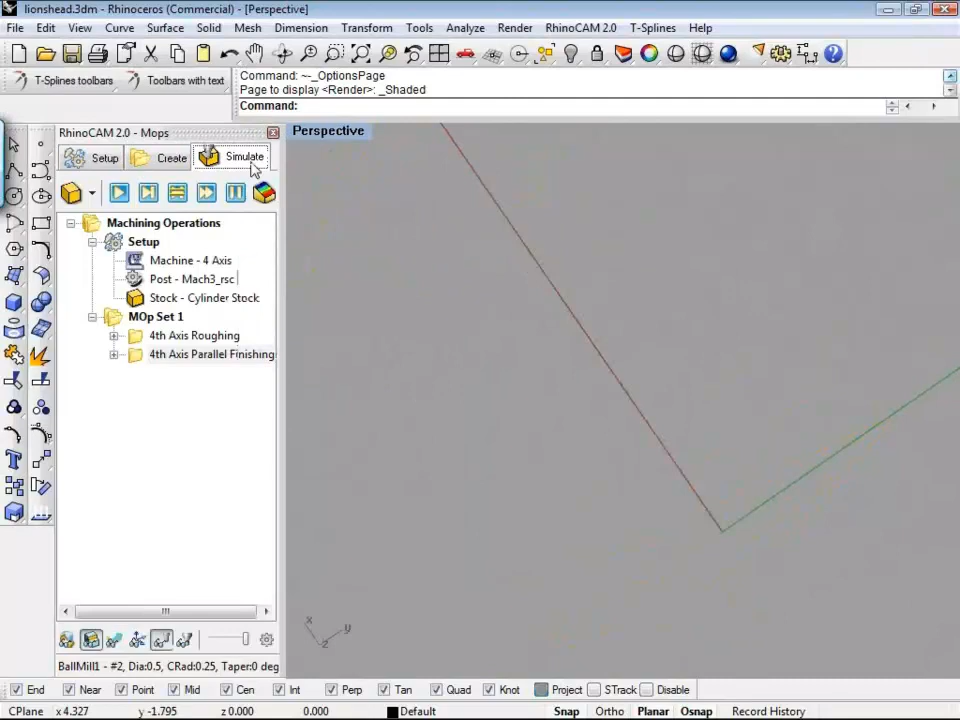 lionshead.3dm - Rhinoceros (Commercial) - [Perspective]
File Edit View Curve Surface Solid Mesh Dimension Transform Tools Analyze Render RhinoCAM 2.0 T-Splines Help
T-Splines toolbars Toolbars with text
Command: ~-_OptionsPage
Page to display <Render>: _Shaded
Command:
RhinoCAM 2.0 - Mops
Perspective
Setup Create Simulate
Machining Operations
Setup
Machine - 4 Axis
Post - Mach3_rsc
Stock - Cylinder Stock
MOp Set 1
4th Axis Roughing
4th Axis Parallel Finishing
x y z
BallMill1 - #2, Dia:0.5, CRad:0.25, Taper:0 deg
End Near Point Mid Cen Int Perp Tan Quad Knot Project STrack Disable
CPlane x 4.327 y -1.795 z 0.000 0.000 Default Snap Ortho Planar Osnap Record History